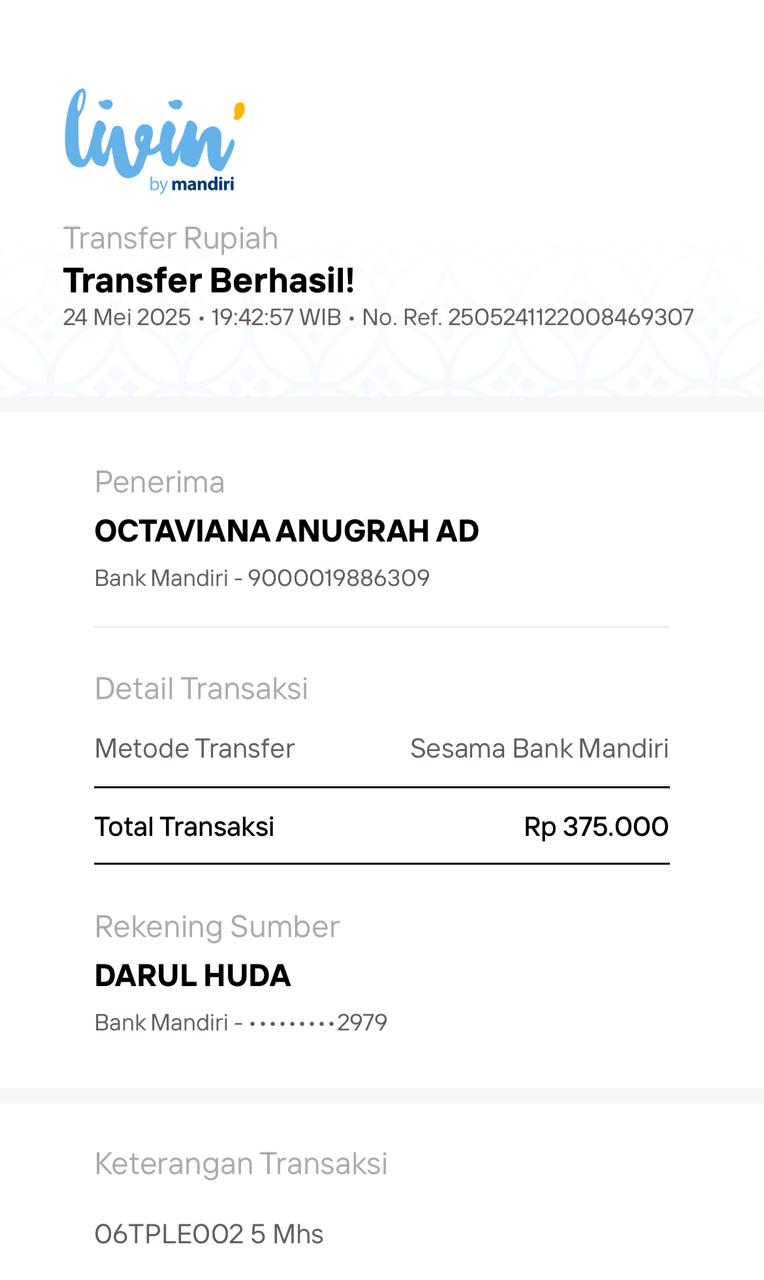 livin'
by mandiri
Transfer Rupiah
Transfer Berhasil!
24 Mei 2025 • 19:42:57 WIB • No. Ref. 2505241122008469307
Penerima
OCTAVIANA ANUGRAH AD
Bank Mandiri - 9000019886309
Detail Transaksi
Metode Transfer Sesama Bank Mandiri
Total Transaksi Rp 375.000
Rekening Sumber
DARUL HUDA
Bank Mandiri - •••••••••2979
Keterangan Transaksi
06TPLE002 5 Mhs